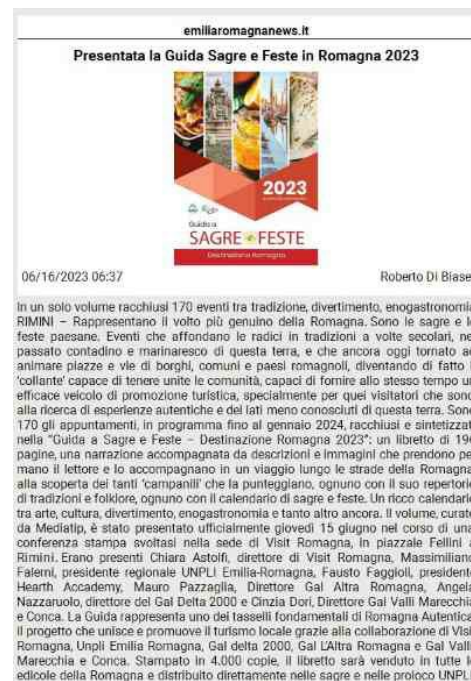 emiliaromagnanews.it
Presentata la Guida Sagre e Feste in Romagna 2023
2023
Guida a
SAGRE E FESTE
Destinazione Romagna
06/16/2023 06:37
Roberto Di Biase
In un solo volume racchiusi 170 eventi tra tradizione, divertimento, enogastronomia
RIMINI – Rappresentano il volto più genuino della Romagna. Sono le sagre e le
feste paesane. Eventi che affondano le radici in tradizioni a volte secolari, nel
passato contadino e marinaresco di questa terra, e che ancora oggi tornato ad
animare piazze e vie di borghi, comuni e paesi romagnoli, diventando di fatto il
'collante' capace di tenere unite le comunità, capaci di fornire allo stesso tempo un
efficace veicolo di promozione turistica, specialmente per quei visitatori che sono
alla ricerca di esperienze autentiche e dei lati meno conosciuti di questa terra. Sono
170 gli appuntamenti, in programma fino al gennaio 2024, racchiusi e sintetizzati
nella "Guida a Sagre e Feste – Destinazione Romagna 2023": un libretto di 196
pagine, una narrazione accompagnata da descrizioni e immagini che prendono per
mano il lettore e lo accompagnano in un viaggio lungo le strade della Romagna
alla scoperta dei tanti 'campanili' che la punteggiano, ognuno con il suo repertorio
di tradizioni e folklore, ognuno con il calendario di sagre e feste. Un ricco calendario
tra arte, cultura, divertimento, enogastronomia e tanto altro ancora. Il volume, curato
da Mediatip, è stato presentato ufficialmente giovedì 15 giugno nel corso di una
conferenza stampa svoltasi nella sede di Visit Romagna, in piazzale Fellini a
Rimini. Erano presenti Chiara Astolfi, direttore di Visit Romagna, Massimiliano
Falerni, presidente regionale UNPLI Emilia-Romagna, Fausto Faggioli, presidente
Hearth Accademy, Mauro Pazzaglia, Direttore Gal Altra Romagna, Angela
Nazzaruolo, direttore del Gal Delta 2000 e Cinzia Dori, Direttore Gal Valli Marecchia
e Conca. La Guida rappresenta uno dei tasselli fondamentali di Romagna Autentica,
il progetto che unisce e promuove il turismo locale grazie alla collaborazione di Visit
Romagna, Unpli Emilia Romagna, Gal delta 2000, Gal L'Altra Romagna e Gal Valli
Marecchia e Conca. Stampato in 4.000 copie, il libretto sarà venduto in tutte le
edicole della Romagna e distribuito direttamente nelle sagre e nelle proloco UNPLI